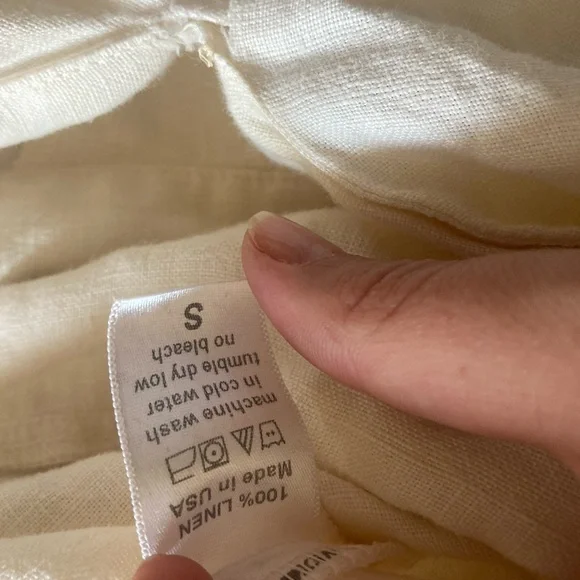 100% LINEN
Made in USA
machine wash
in cold water
tumble dry low
no bleach
S